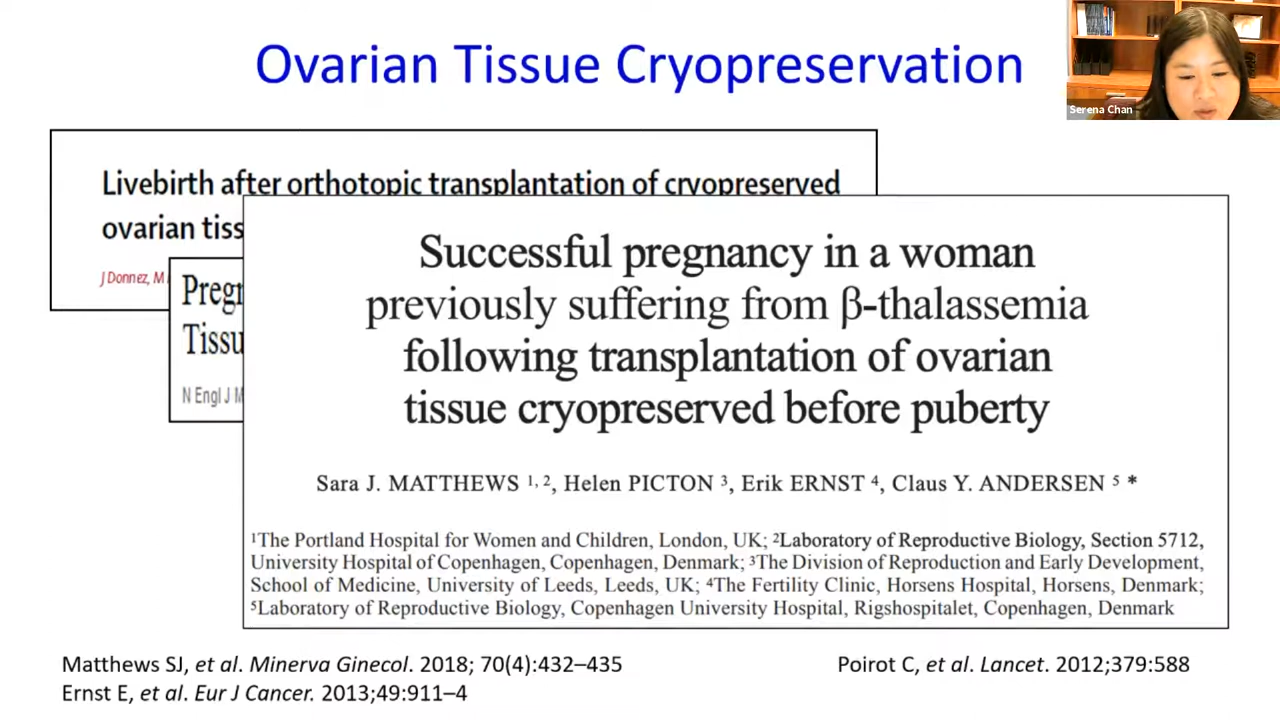 Ovarian Tissue Cryopreservation
Serena Chan
Livebirth after orthotopic transplantation of cryopreserved
ovarian tiss
J Donnez, M
Pregn
Tissu
N Engl J M
Successful pregnancy in a woman
previously suffering from β-thalassemia
following transplantation of ovarian
tissue cryopreserved before puberty
Sara J. MATTHEWS 1, 2, Helen PICTON 3, Erik ERNST 4, Claus Y. ANDERSEN 5 *
1The Portland Hospital for Women and Children, London, UK; 2Laboratory of Reproductive Biology, Section 5712,
University Hospital of Copenhagen, Copenhagen, Denmark; 3The Division of Reproduction and Early Development,
School of Medicine, University of Leeds, Leeds, UK; 4The Fertility Clinic, Horsens Hospital, Horsens, Denmark;
5Laboratory of Reproductive Biology, Copenhagen University Hospital, Rigshospitalet, Copenhagen, Denmark
Matthews SJ, et al. Minerva Ginecol. 2018; 70(4):432–435
Ernst E, et al. Eur J Cancer. 2013;49:911–4
Poirot C, et al. Lancet. 2012;379:588